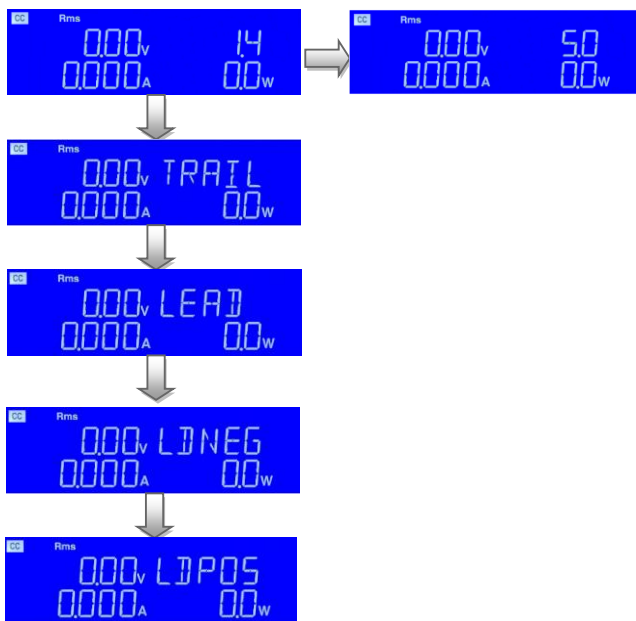 CC Rms
0.00V 1.4
0.000A 0.0W
CC Rms
0.00V 5.0
0.000A 0.0W
CC Rms
0.00V TRAIL
0.000A 0.0W
CC Rms
0.00V LEAD
0.000A 0.0W
CC Rms
0.00V LDNEG
0.000A 0.0W
CC Rms
0.00V LDPOS
0.000A 0.0W